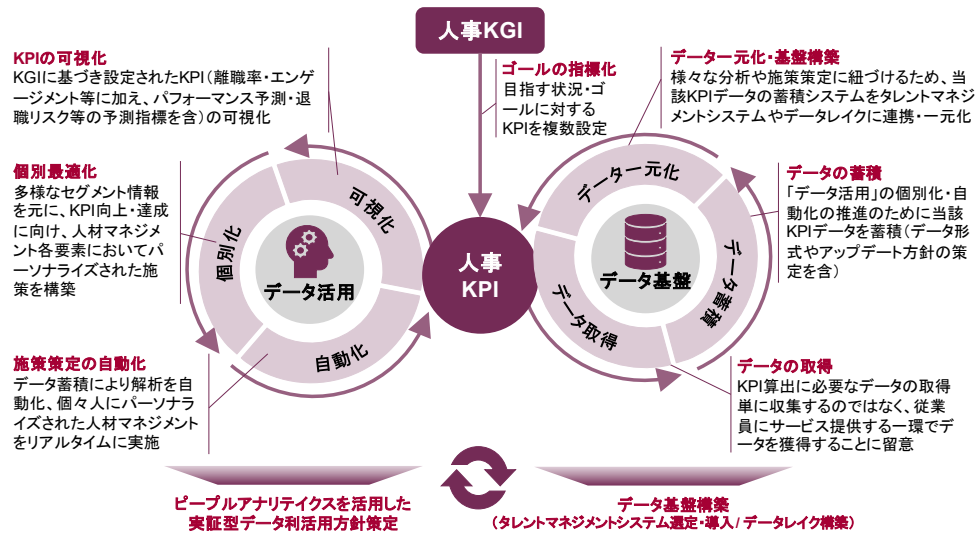 人事KGI
KPIの可視化
KGIに基づき設定されたKPI(離職率・エンゲ
ージメント等に加え、パフォーマンス予測・退
職リスク等の予測指標を含)の可視化
ゴールの指標化
目指す状況・ゴ
ールに対する
KPIを複数設定
データ一元化・基盤構築
様々な分析や施策策定に紐づけるため、当
該KPIデータの蓄積システムをタレントマネジ
メントシステムやデータレイクに連携・一元化
個別最適化
多様なセグメント情報
を元に、KPI向上・達成
に向け、人材マネジメ
ント各要素においてパ
ーソナライズされた施
策を構築
可視化
個別化
自動化
データ活用
人事
KPI
データ一元化
データ取得
データ蓄積
データ基盤
データの蓄積
「データ活用」の個別化・自
動化の推進のために当該
KPIデータを蓄積(データ形
式やアップデート方針の策
定を含)
施策策定の自動化
データ蓄積により解析を自
動化、個々人にパーソナラ
イズされた人材マネジメント
をリアルタイムに実施
データの取得
KPI算出に必要なデータの取得
単に収集するのではなく、従業
員にサービス提供する一環でデ
ータを獲得することに留意
ピープルアナリテイクスを活用した
実証型データ利活用方針策定
データ基盤構築
(タレントマネジメントシステム選定・導入 / データレイク構築)